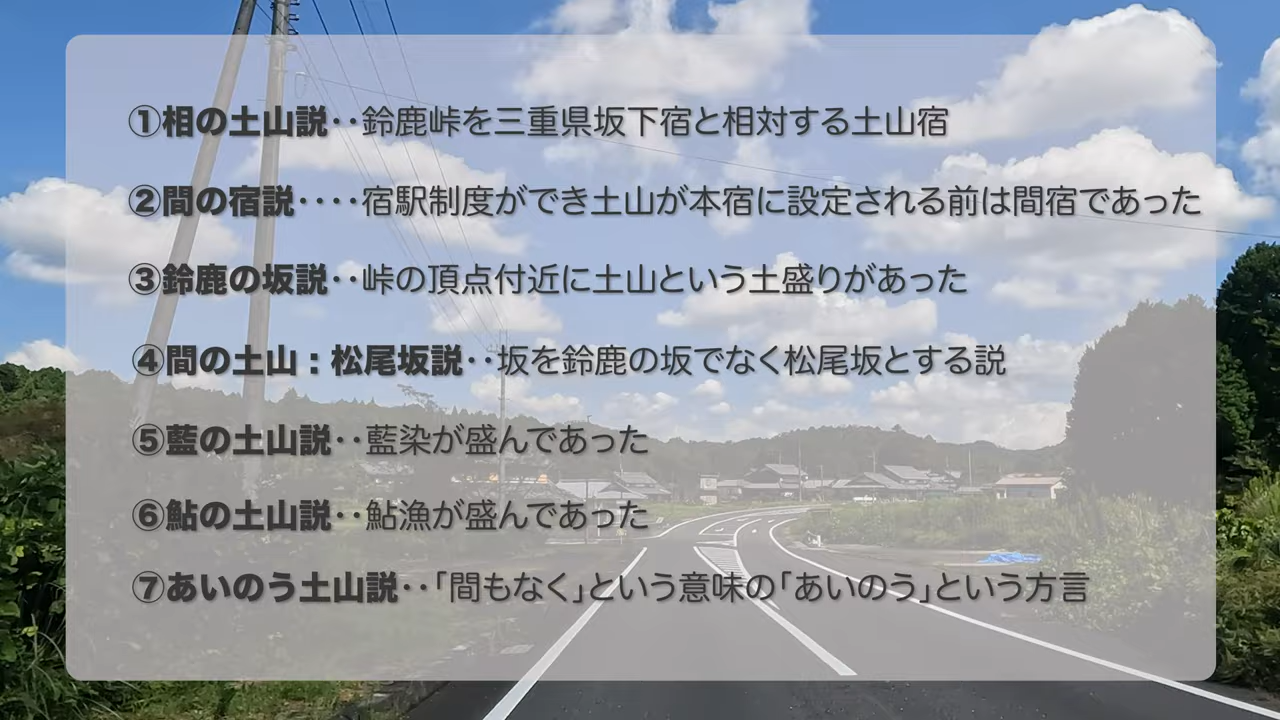 ①相の土山説‥鈴鹿峠を三重県坂下宿と相対する土山宿
②間の宿説‥‥宿駅制度ができ土山が本宿に設定される前は間宿であった
③鈴鹿の坂説‥峠の頂点付近に土山という土盛りがあった
④間の土山：松尾坂説‥坂を鈴鹿の坂でなく松尾坂とする説
⑤藍の土山説‥藍染が盛んであった
⑥鮎の土山説‥鮎漁が盛んであった
⑦あいのう土山説‥「間もなく」という意味の「あいのう」という方言